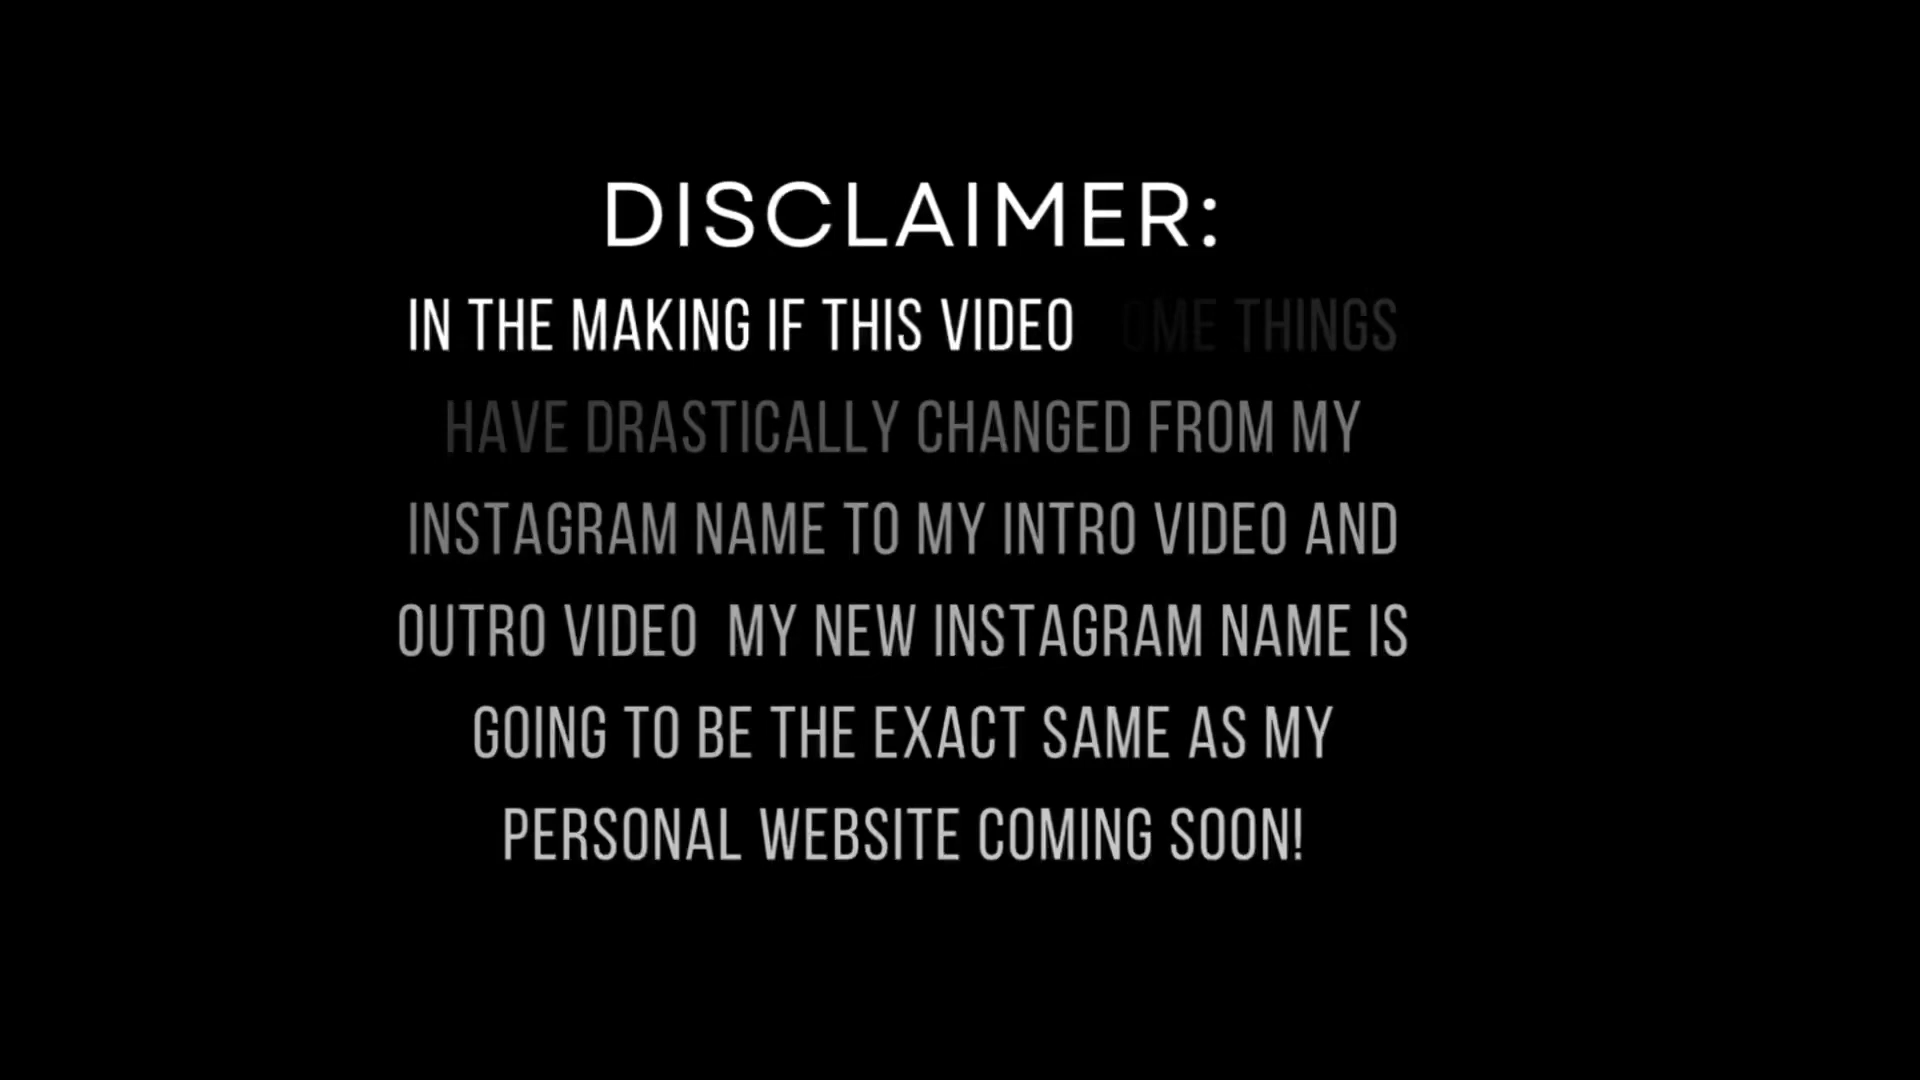 DISCLAIMER:
IN THE MAKING IF THIS VIDEO OME THINGS
HAVE DRASTICALLY CHANGED FROM MY
INSTAGRAM NAME TO MY INTRO VIDEO AND
OUTRO VIDEO MY NEW INSTAGRAM NAME IS
GOING TO BE THE EXACT SAME AS MY
PERSONAL WEBSITE COMING SOON!